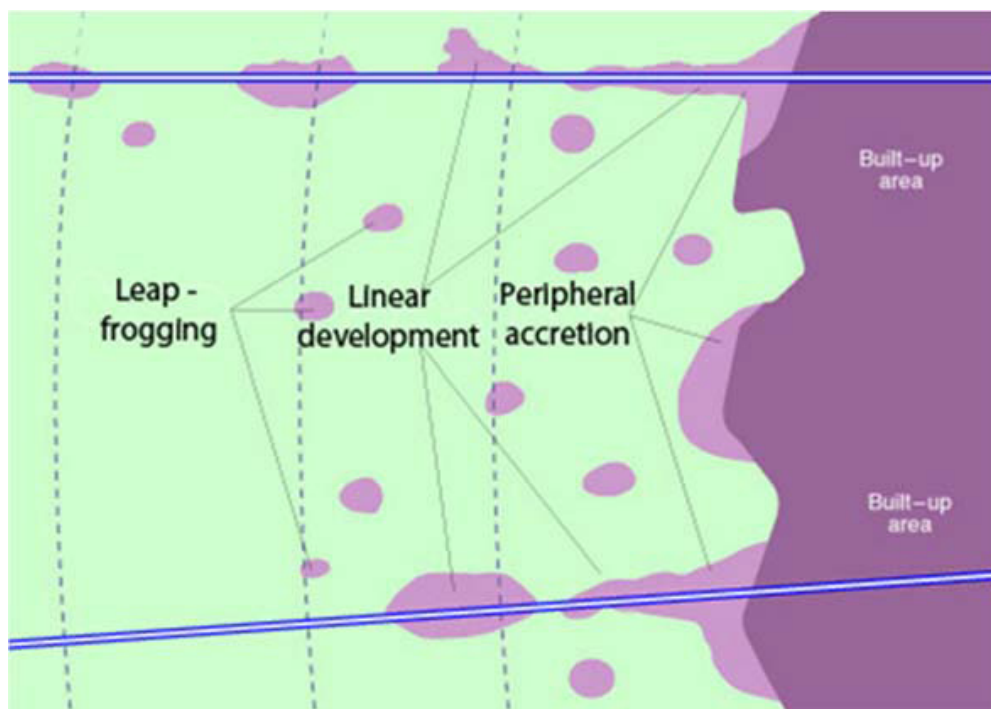 Built-up
area
Leap -
frogging
Linear
development
Peripheral
accretion
Built-up
area